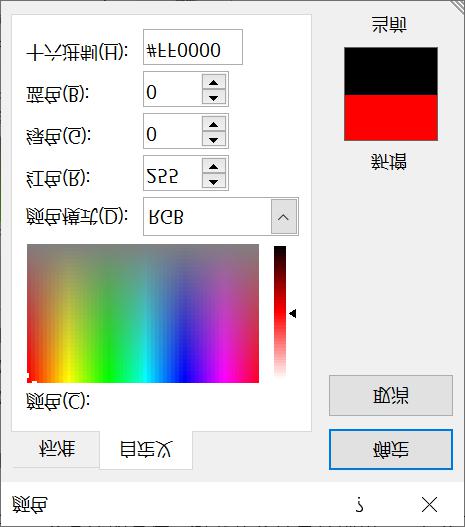 颜色
?
标准
自定义
确定
取消
颜色(C):
颜色模式(D):
RGB
红色(R):
255
绿色(G):
0
蓝色(B):
0
十六进制(H):
#FF0000
新增
当前